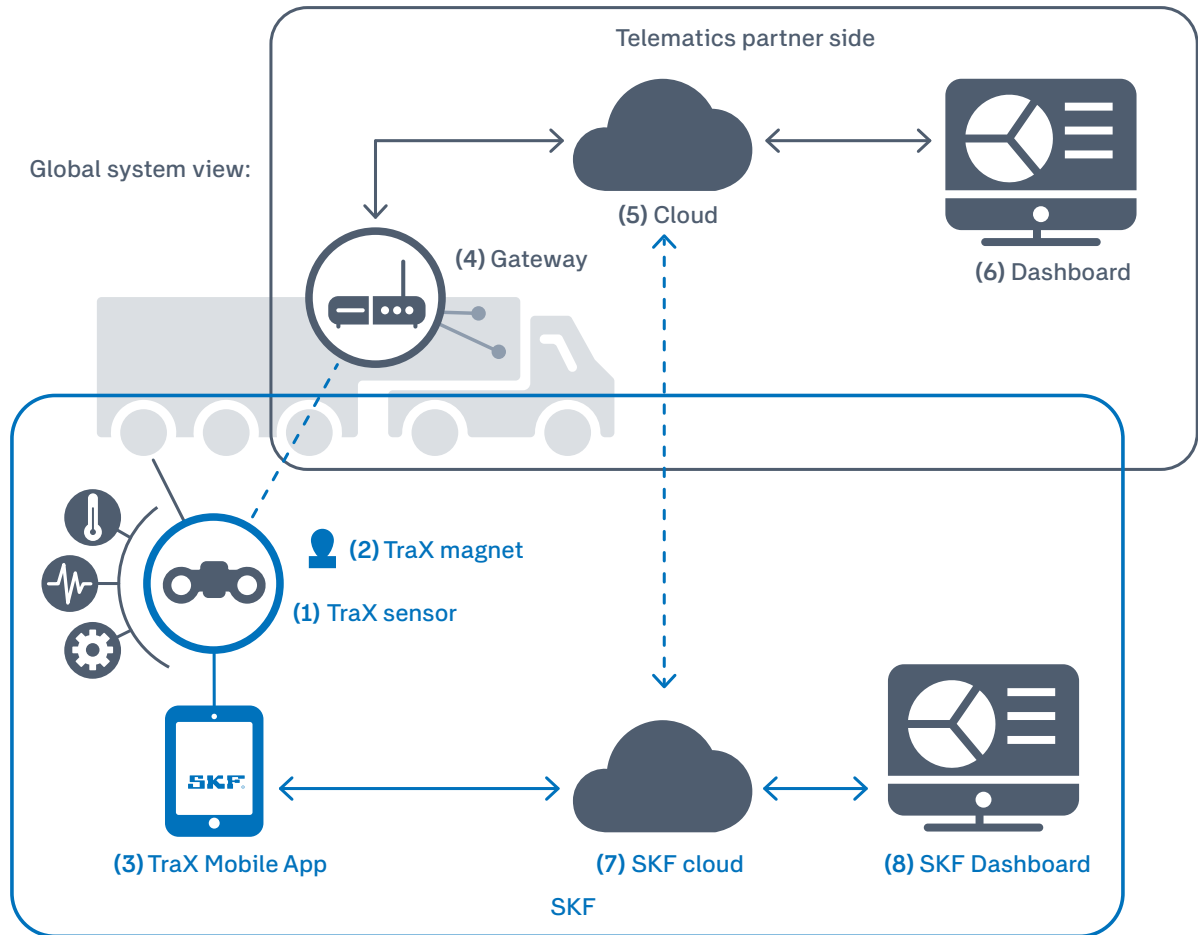 Telematics partner side
Global system view:
(5) Cloud
(4) Gateway
(6) Dashboard
(2) TraX magnet
(1) TraX sensor
SKF
(3) TraX Mobile App
(7) SKF cloud
(8) SKF Dashboard
SKF